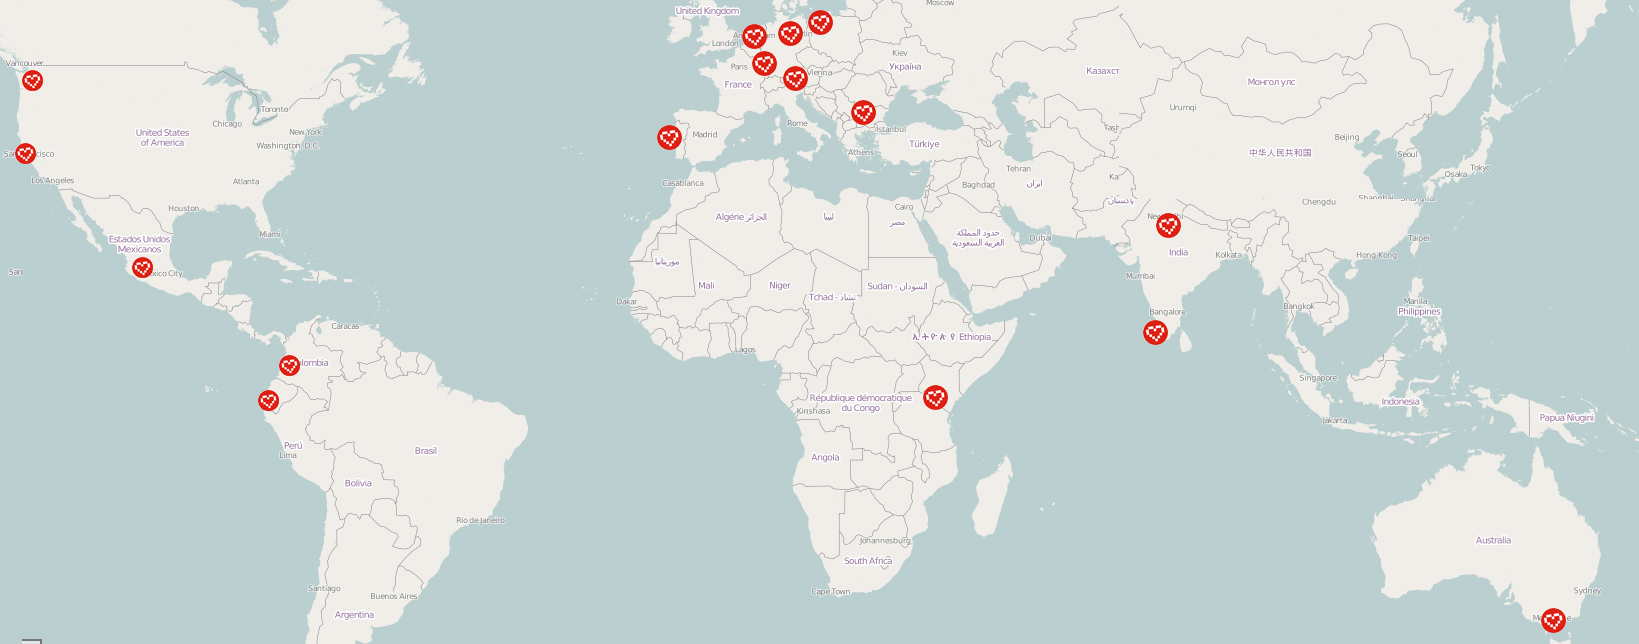 United Kingdom
Moscow
London
Vancouver
Paris
Vienna
Kiev
Україна
France
Казахст
Монгол улс
Toronto
Chicago
Urumqi
New York
United States
of America
Madrid
Rome
Istanbul
Beijing
Washington, D.C.
Türkiye
Athens
中华人民共和国
Seoul
Tokyo
Osaka
Tehran
Los Angeles
Atlanta
Casablanca
Baghdad
ایران
Ka
پاکستان
Chengdu
Shanghai
Houston
Cairo
Algérie الجزائر
ليبيا
مصر
Miami
Estados Unidos
Mexicanos
Dubai
Taipei
India
Kolkata
Hong Kong
موريتانيا
San
xico City
Mumbai
Mali
Niger
Sudan - السودان
Tchad - تشاد
Dakar
Manila
Philippines
Bangkok
Bangalore
Caracas
Ethiopia
Lagos
lombia
Singapore
République démocratique
du Congo
Kinshasa
Indonesia
Jakarta
Papua Niugini
Perú
Lima
Brasil
Angola
Bolivia
Rio de Janeiro
Johannesburg
Australia
South Africa
Santiago
Buenos Aires
Cape Town
Sydney
Argentina